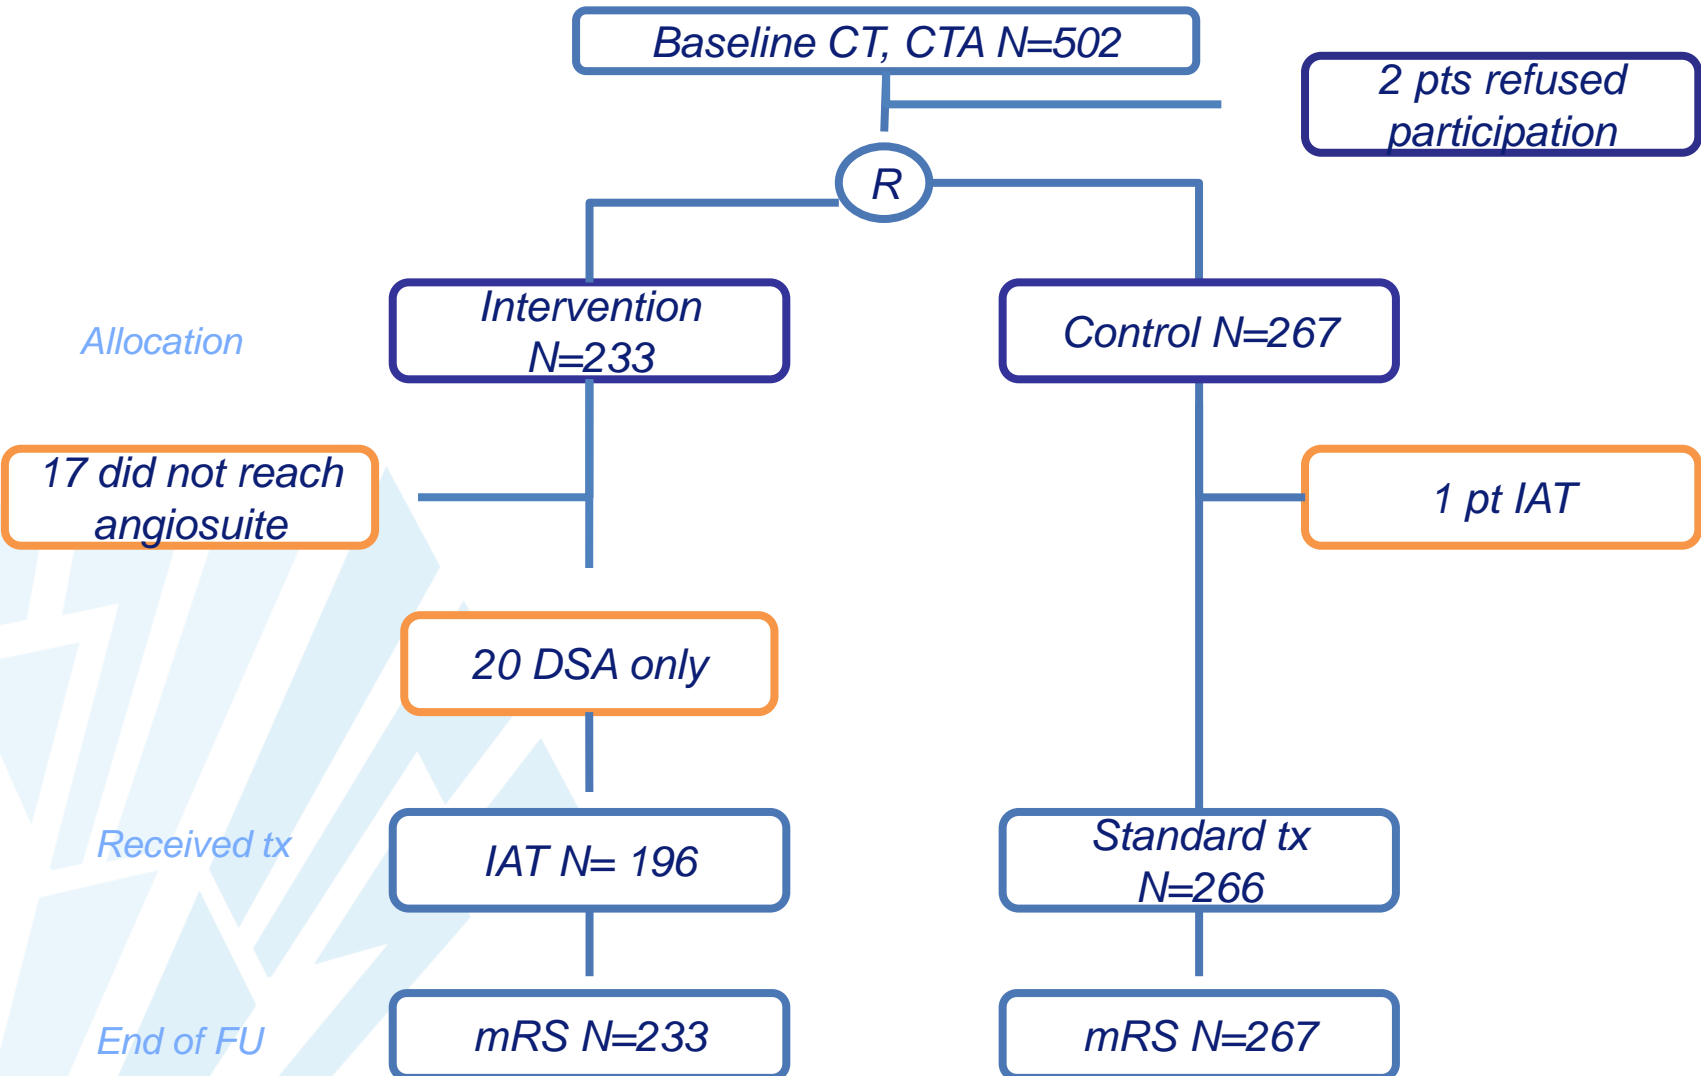 Baseline CT, CTA N=502
2 pts refused
participation
R
Allocation
Intervention
N=233
Control N=267
17 did not reach
angiosuite
1 pt IAT
20 DSA only
Received tx
IAT N= 196
Standard tx
N=266
End of FU
mRS N=233
mRS N=267